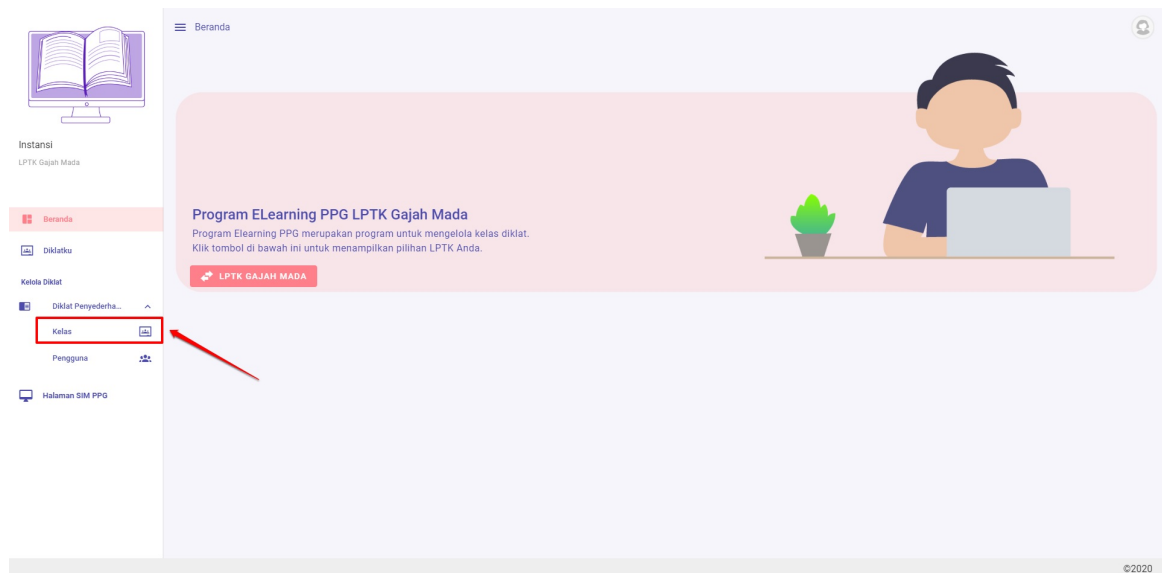 Beranda
Instansi
LPTK Gajah Mada
Beranda
Diklatku
Kelola Diklat
Diklat Penyederha...
Kelas
Pengguna
Halaman SIM PPG
Program ELearning PPG LPTK Gajah Mada
Program Elearning PPG merupakan program untuk mengelola kelas diklat.
Klik tombol di bawah ini untuk menampilkan pilihan LPTK Anda.
LPTK GAJAH MADA
©2020